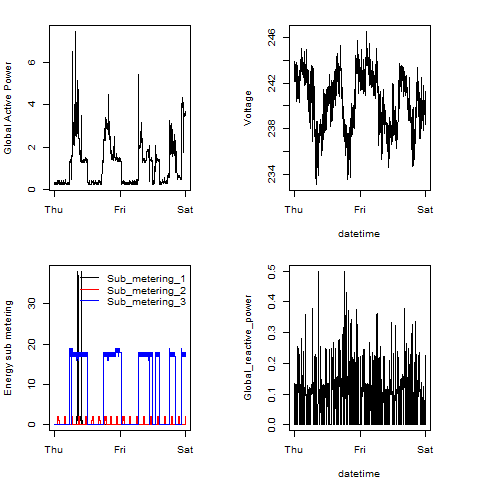 Global Active Power
6
4
2
0
Thu Fri Sat
Voltage
246
242
238
234
Thu Fri Sat
datetime
Energy sub metering
30
20
10
0
Sub_metering_1
Sub_metering_2
Sub_metering_3
Thu Fri Sat
Global_reactive_power
0.5
0.4
0.3
0.2
0.1
0.0
Thu Fri Sat
datetime